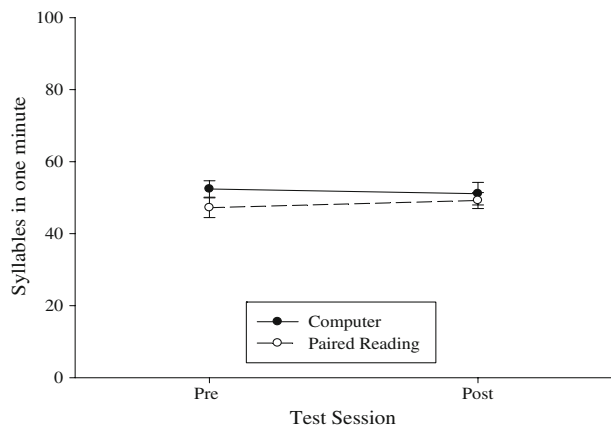 100
80
60
40
20
0
Syllables in one minute
Computer
Paired Reading
Pre
Post
Test Session